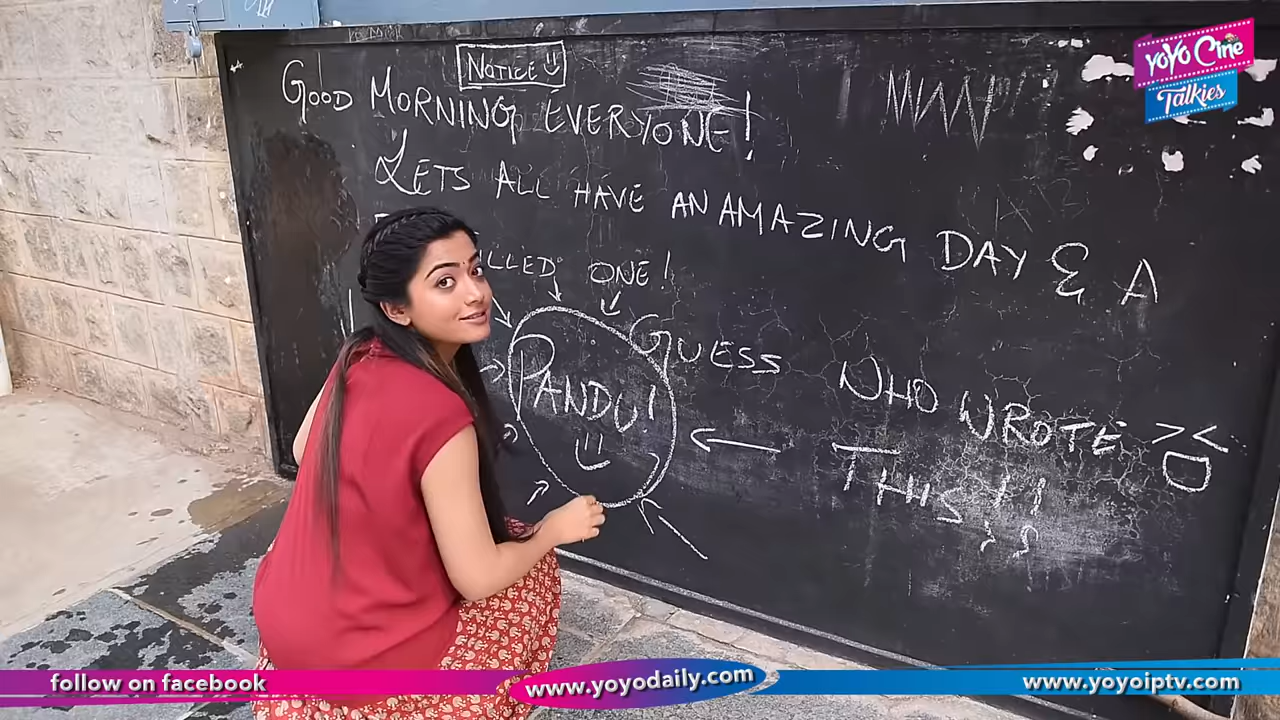 NOTICE
GOOD MORNING EVERYONE!
LETS ALL HAVE AN AMAZING DAY & A
LLED ONE!
PANDU!
GUESS WHO WROTE
THIS!!
YOYO Cine
Talkies
follow on facebook
www.yoyodaily.com
www.yoyoiptv.com